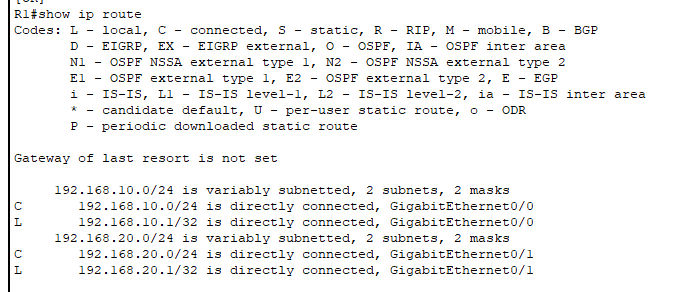 R1#show ip route
Codes: L - local, C - connected, S - static, R - RIP, M - mobile, B - BGP
       D - EIGRP, EX - EIGRP external, O - OSPF, IA - OSPF inter area
       N1 - OSPF NSSA external type 1, N2 - OSPF NSSA external type 2
       E1 - OSPF external type 1, E2 - OSPF external type 2, E - EGP
       i - IS-IS, L1 - IS-IS level-1, L2 - IS-IS level-2, ia - IS-IS inter area
       * - candidate default, U - per-user static route, o - ODR
       P - periodic downloaded static route

Gateway of last resort is not set

     192.168.10.0/24 is variably subnetted, 2 subnets, 2 masks
C       192.168.10.0/24 is directly connected, GigabitEthernet0/0
L       192.168.10.1/32 is directly connected, GigabitEthernet0/0
     192.168.20.0/24 is variably subnetted, 2 subnets, 2 masks
C       192.168.20.0/24 is directly connected, GigabitEthernet0/1
L       192.168.20.1/32 is directly connected, GigabitEthernet0/1